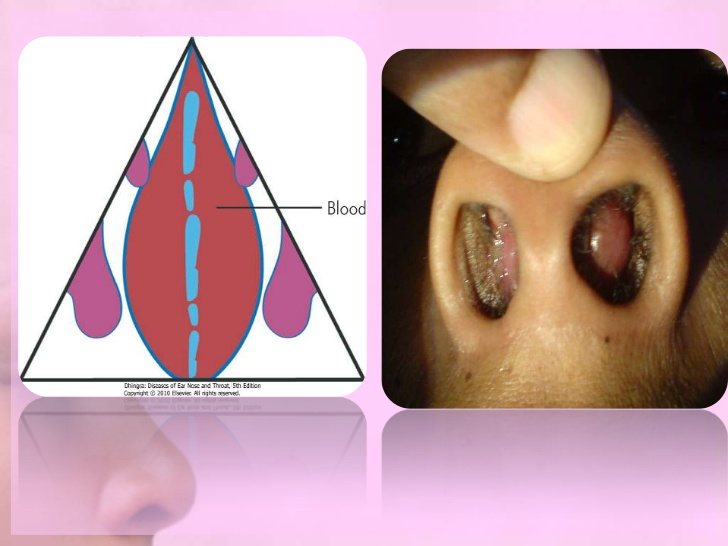 Blood
Dhingra: Diseases of Ear Nose and Throat, 5th Edition
Copyright © 2010 Elsevier. All rights reserved.